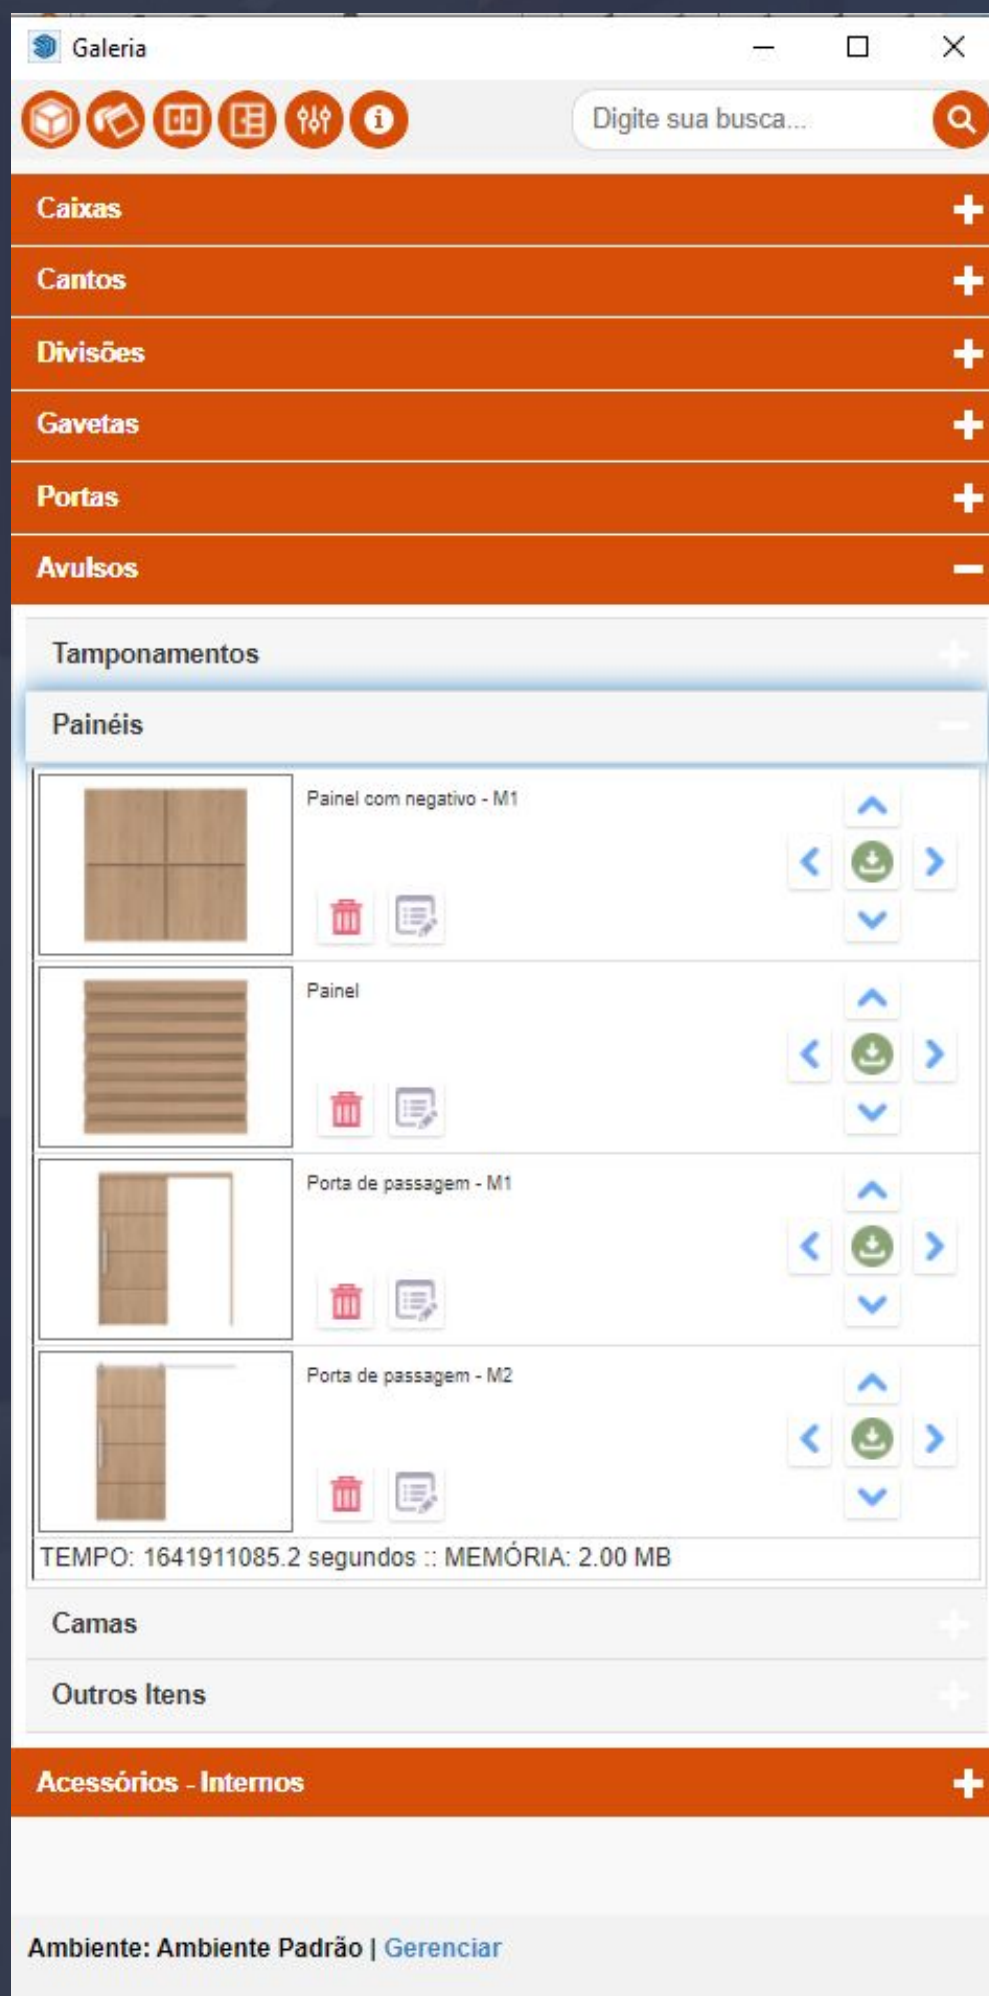 Galeria
Digite sua busca...
Caixas
Cantos
Divisões
Gavetas
Portas
Avulsos
Tamponamentos
Painéis
Painel com negativo - M1
Painel
Porta de passagem - M1
Porta de passagem - M2
TEMPO: 1641911085.2 segundos :: MEMÓRIA: 2.00 MB
Camas
Outros Itens
Acessórios - Internos
Ambiente: Ambiente Padrão | Gerenciar